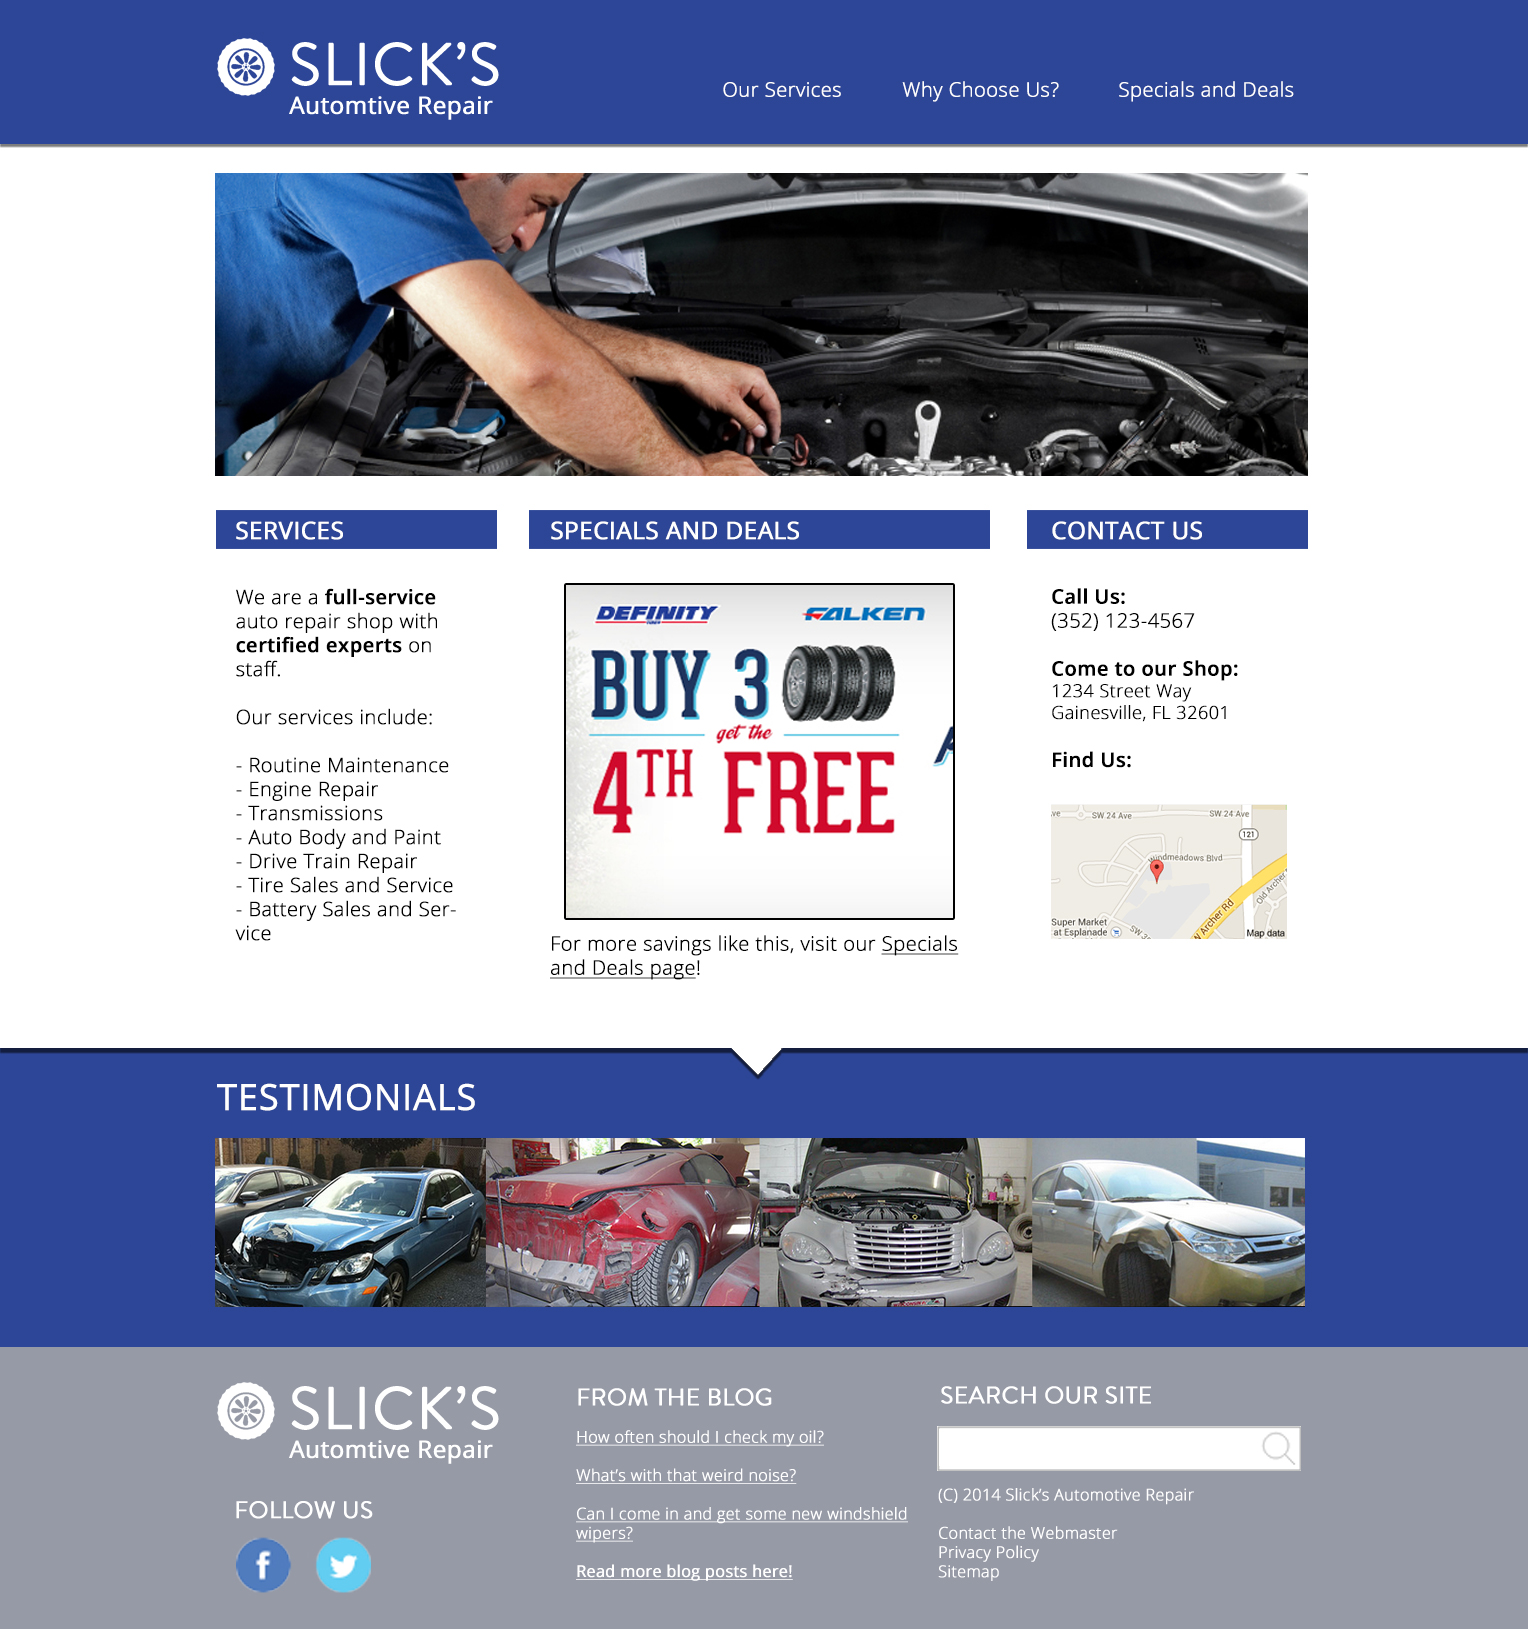 SLICK'S
Automtive Repair
Our Services
Why Choose Us?
Specials and Deals
SERVICES
We are a full-service
auto repair shop with
certified experts on
staff.
Our services include:
- Routine Maintenance
- Engine Repair
- Transmissions
- Auto Body and Paint
- Drive Train Repair
- Tire Sales and Service
- Battery Sales and Ser-
vice
SPECIALS AND DEALS
DEFINITY
FALKEN
BUY 3
get the
4TH FREE
For more savings like this, visit our Specials
and Deals page!
CONTACT US
Call Us:
(352) 123-4567
Come to our Shop:
1234 Street Way
Gainesville, FL 32601
Find Us:
ve
SW 24 Ave
SW 24 Ave
121
Windmeadows Blvd
Old Archer
W Archer Rd
Super Market
at Esplanade
SW 3
Map data
TESTIMONIALS
SLICK'S
Automtive Repair
FOLLOW US
FROM THE BLOG
How often should I check my oil?
What's with that weird noise?
Can I come in and get some new windshield
wipers?
Read more blog posts here!
SEARCH OUR SITE
(C) 2014 Slick's Automotive Repair
Contact the Webmaster
Privacy Policy
Sitemap